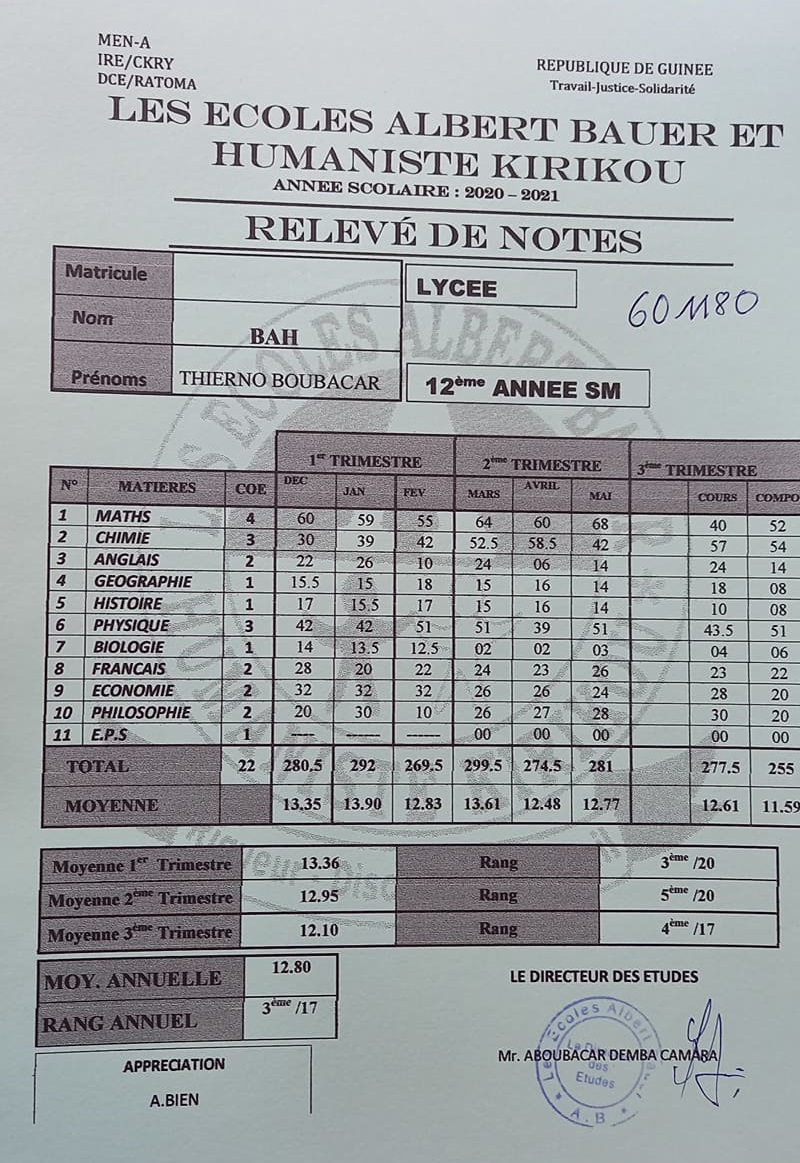 MEN-A
IRE/CKRY
DCE/RATOMA
REPUBLIQUE DE GUINEE
Travail-Justice-Solidarité
LES ECOLES ALBERT BAUER ET
HUMANISTE KIRIKOU
ANNEE SCOLAIRE : 2020 – 2021
RELEVÉ DE NOTES
Matricule
LYCEE
601180
Nom BAH
Prénoms THIERNO BOUBACAR
12ème ANNEE SM
1er TRIMESTRE 2ème TRIMESTRE 3ème TRIMESTRE
N° MATIERES COE DEC JAN FEV MARS AVRIL MAI COURS COMPO
1 MATHS 4 60 59 55 64 60 68 40 52
2 CHIMIE 3 30 39 42 52.5 58.5 42 57 54
3 ANGLAIS 2 22 26 10 24 06 14 24 14
4 GEOGRAPHIE 1 15.5 15 18 15 16 14 18 08
5 HISTOIRE 1 17 15.5 17 15 16 14 10 08
6 PHYSIQUE 3 42 42 51 51 39 51 43.5 51
7 BIOLOGIE 1 14 13.5 12.5 02 02 03 04 06
8 FRANCAIS 2 28 20 22 24 23 26 23 22
9 ECONOMIE 2 32 32 32 26 26 24 28 20
10 PHILOSOPHIE 2 20 30 10 26 27 28 30 20
11 E.P.S 1 ---- ------ ------ 00 00 00 00 00
TOTAL 22 280.5 292 269.5 299.5 274.5 281 277.5 255
MOYENNE 13.35 13.90 12.83 13.61 12.48 12.77 12.61 11.59
Moyenne 1er Trimestre 13.36 Rang 3ème /20
Moyenne 2ème Trimestre 12.95 Rang 5ème /20
Moyenne 3ème Trimestre 12.10 Rang 4ème /17
MOY. ANNUELLE 12.80
RANG ANNUEL 3ème /17
LE DIRECTEUR DES ETUDES
Mr. ABOUBACAR DEMBA CAMARA
APPRECIATION
A.BIEN